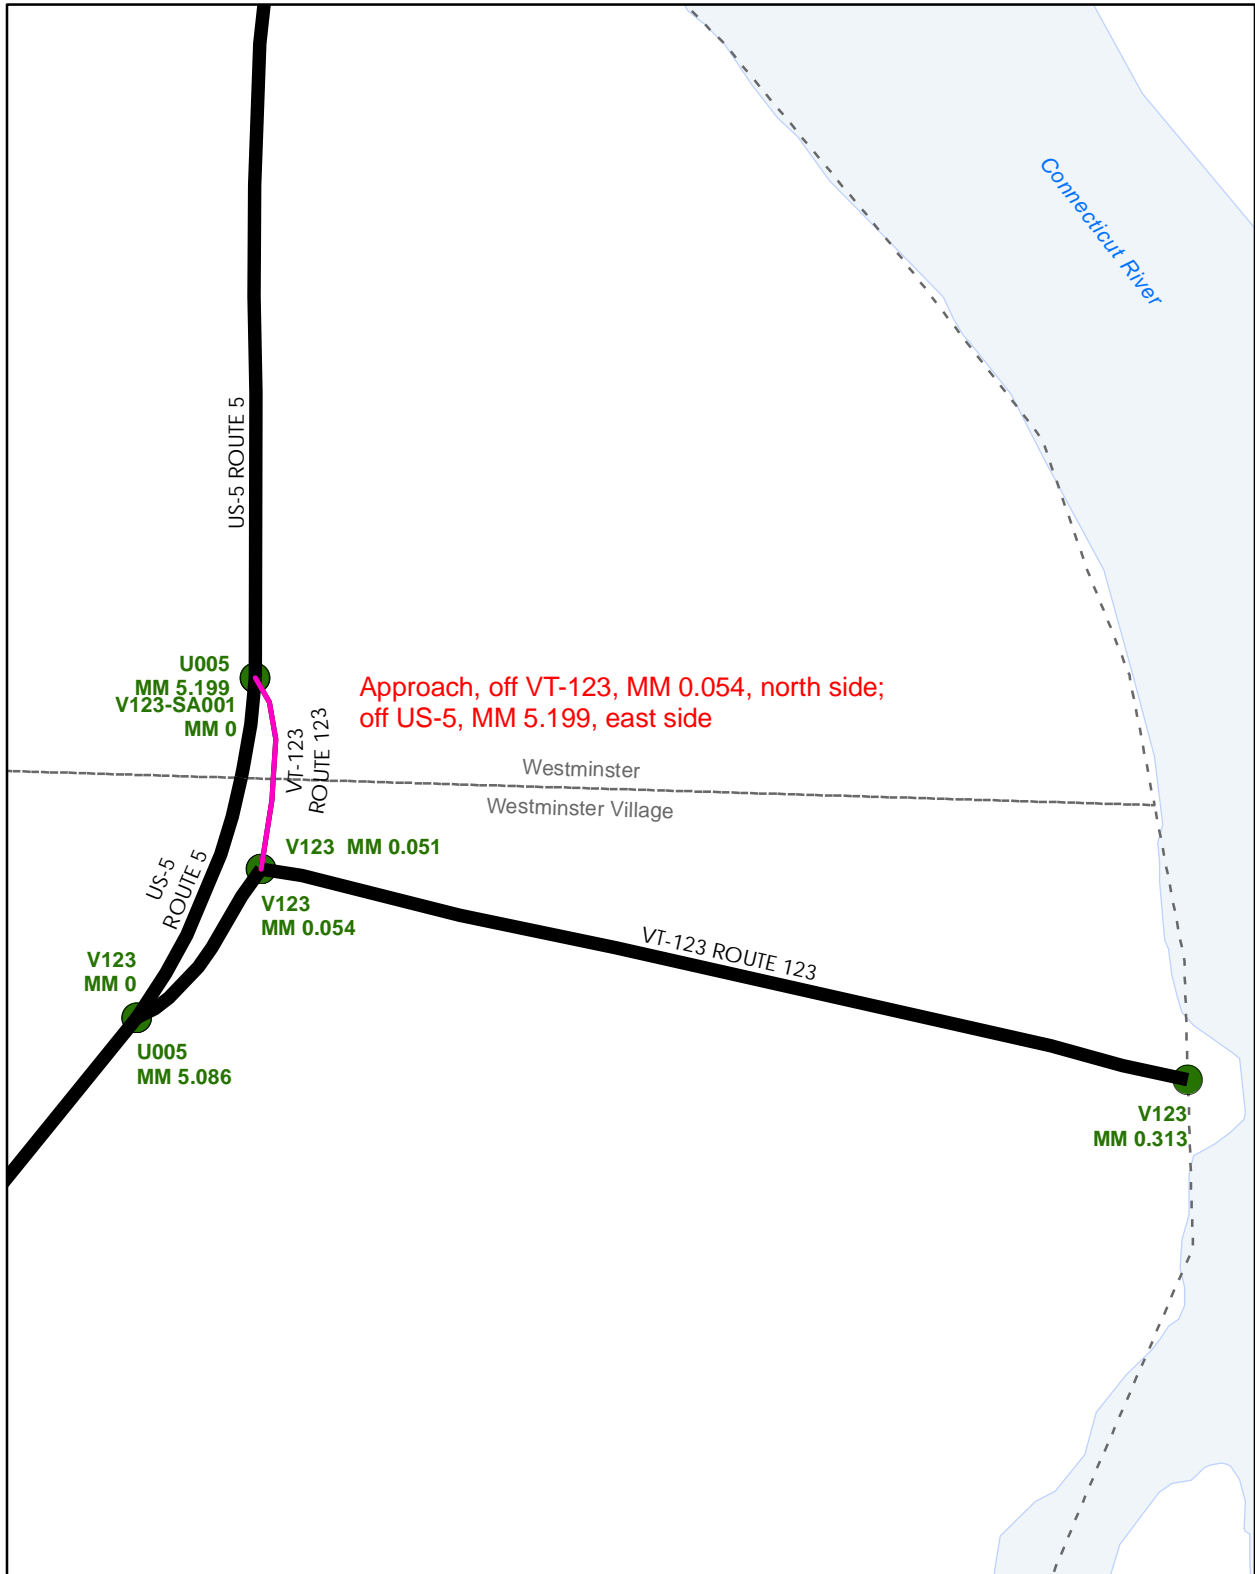 Connecticut River
US-5 ROUTE 5
U005
MM 5.199
V123-SA001
MM 0
Approach, off VT-123, MM 0.054, north side;
off US-5, MM 5.199, east side
VT-123
ROUTE 123
Westminster
Westminster Village
V123 MM 0.051
US-5
ROUTE 5
V123
MM 0.054
VT-123 ROUTE 123
V123
MM 0
U005
MM 5.086
V123
MM 0.313